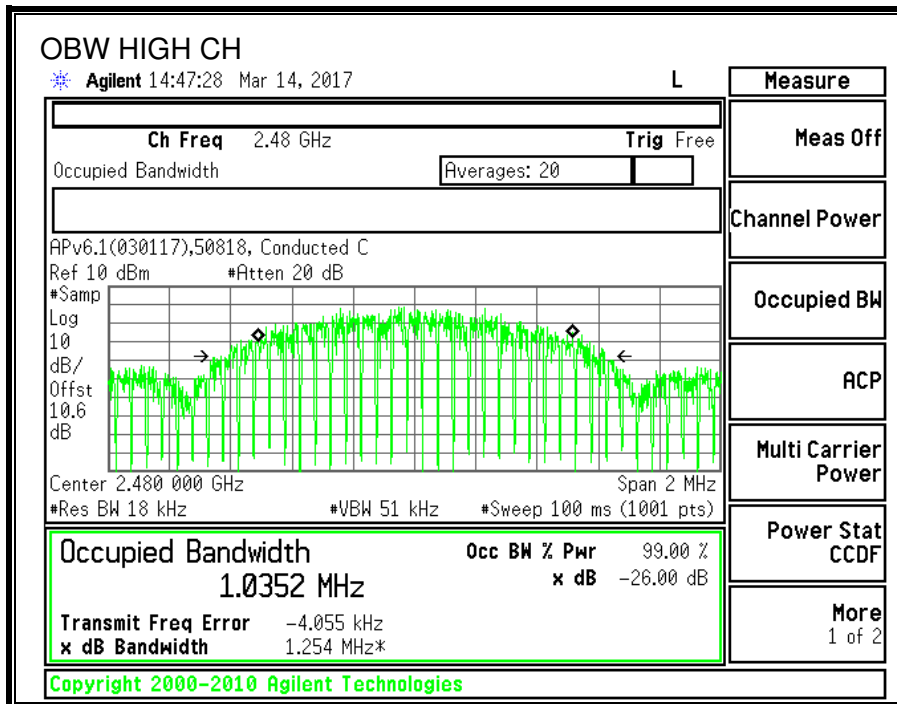 OBW HIGH CH
Agilent 14:47:28 Mar 14, 2017 L
Measure
Ch Freq 2.48 GHz Trig Free
Occupied Bandwidth Averages: 20
APv6.1(030117),50818, Conducted C
Ref 10 dBm #Atten 20 dB
#Samp
Log
10
dB/
Offst
10.6
dB
Center 2.480 000 GHz Span 2 MHz
#Res BW 18 kHz #VBW 51 kHz #Sweep 100 ms (1001 pts)
Occupied Bandwidth Occ BW % Pwr 99.00 %
1.0352 MHz x dB -26.00 dB
Transmit Freq Error -4.055 kHz
x dB Bandwidth 1.254 MHz*
Copyright 2000-2010 Agilent Technologies
Meas Off
Channel Power
Occupied BW
ACP
Multi Carrier
Power
Power Stat
CCDF
More
1 of 2